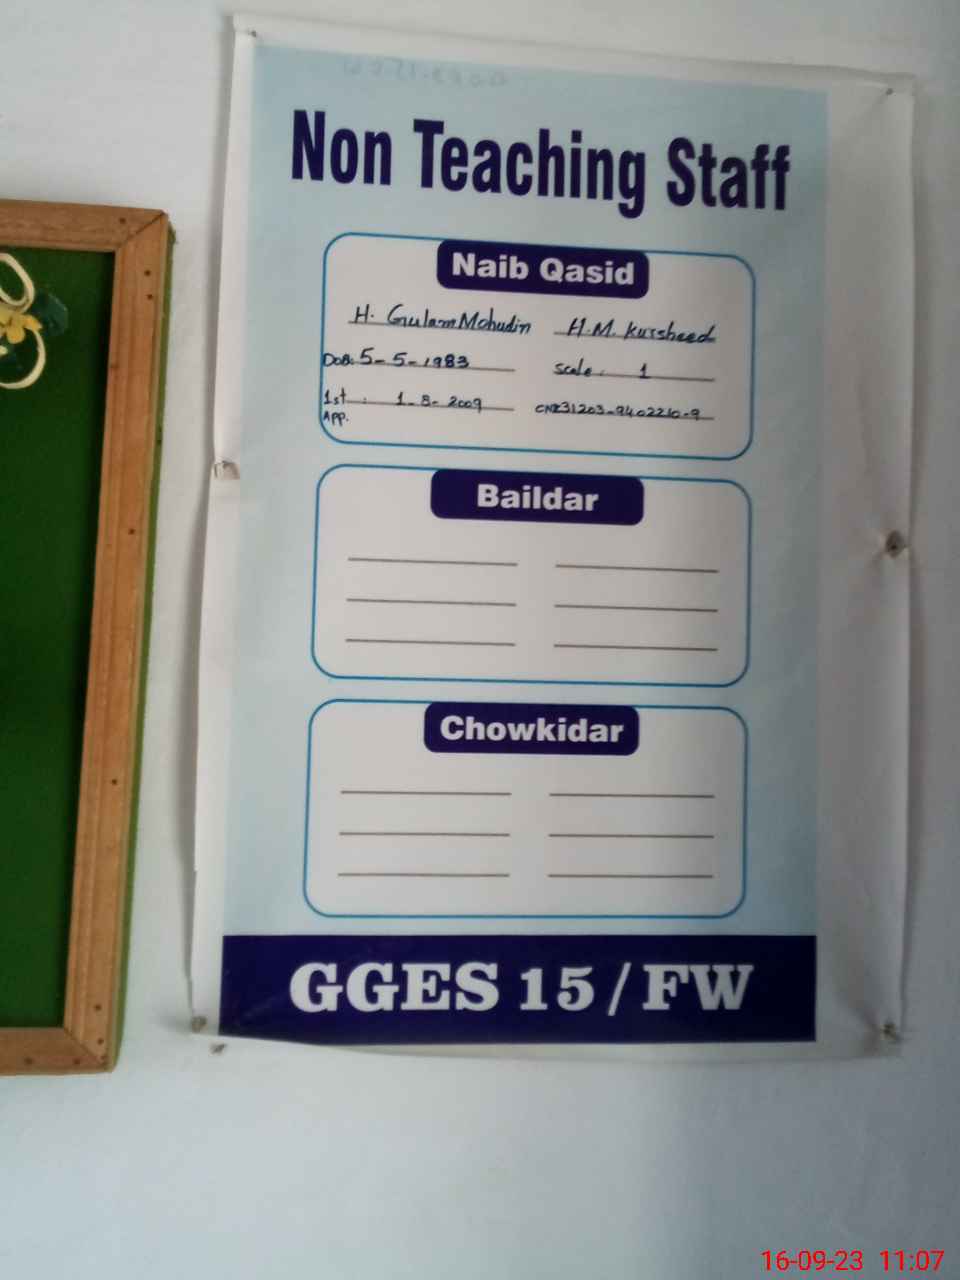 Non Teaching Staff
Naib Qasid
H. Gulam Mohudin H.M. Kursheed
DOB: 5-5-1983 Scale: 1
1st App. : 1-8-2009 CNIC 31203-9402210-9
Baildar
Chowkidar
GGES 15/FW
16-09-23 11:07